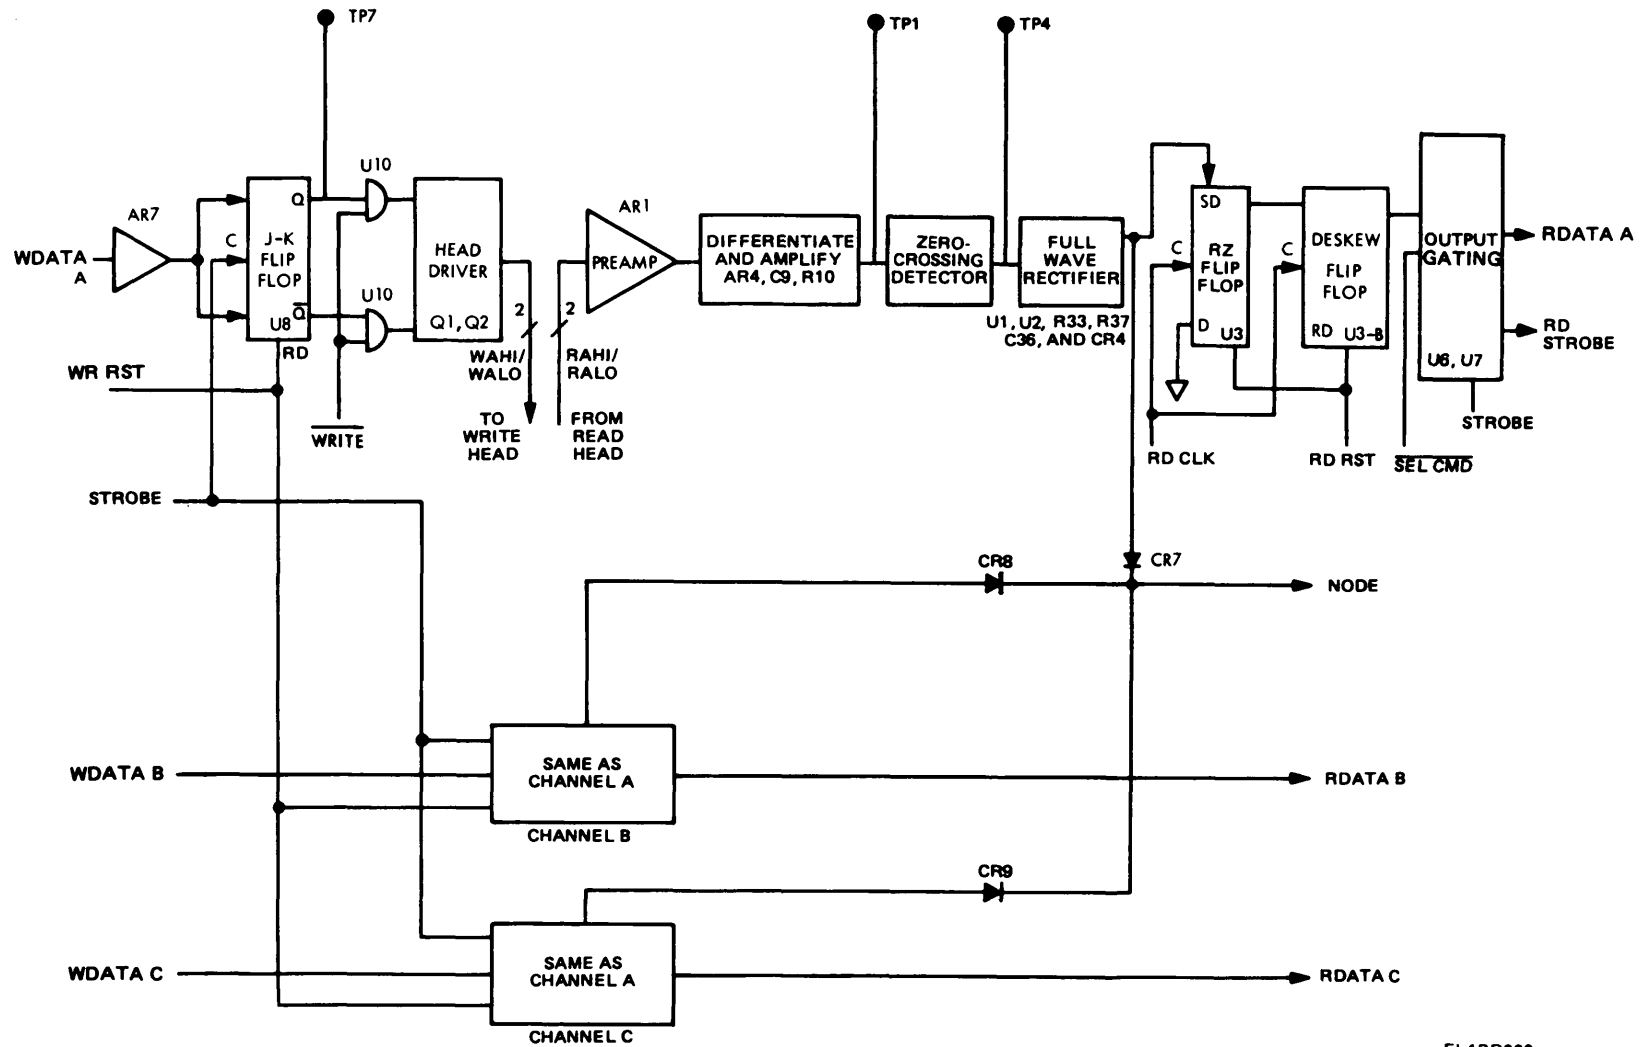 TP7
TP1
TP4
U10
AR7
WDATA
A
C
J-K
FLIP
FLOP
Q
Q̅
U8
RD
U10
HEAD
DRIVER
Q1, Q2
2
WAHI/
WALO
TO
WRITE
HEAD
2
RAHI/
RALO
FROM
READ
HEAD
AR1
PREAMP
DIFFERENTIATE
AND AMPLIFY
AR4, C9, R10
ZERO-
CROSSING
DETECTOR
FULL
WAVE
RECTIFIER
U1, U2, R33, R37
C36, AND CR4
SD
C
RZ
FLIP
FLOP
D
U3
C
DESKEW
FLIP
FLOP
RD U3-B
OUTPUT
GATING
U6, U7
RDATA A
RD
STROBE
STROBE
WR RST
W̅R̅I̅T̅E̅
RD CLK
RD RST
S̅E̅L̅ C̅M̅D̅
STROBE
CR8
CR7
NODE
WDATA B
SAME AS
CHANNEL A
CHANNEL B
RDATA B
CR9
WDATA C
SAME AS
CHANNEL A
CHANNEL C
RDATA C